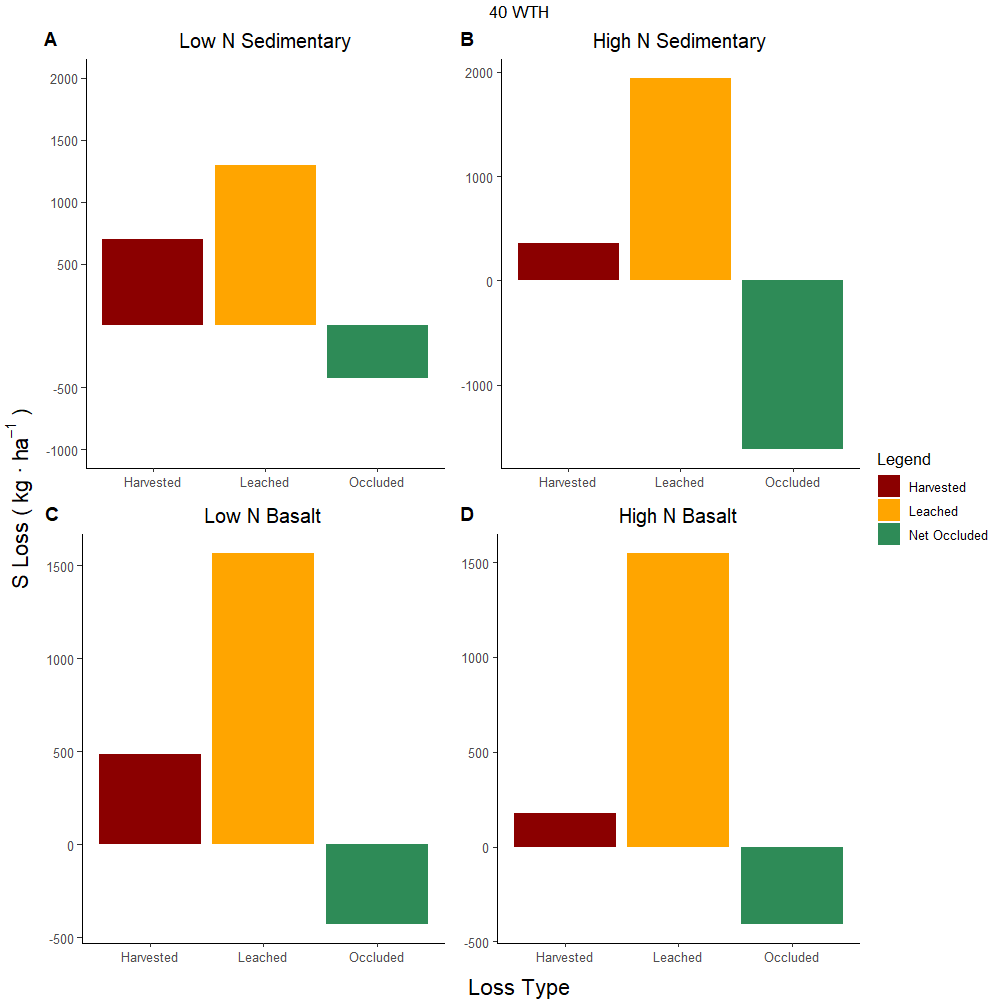 40 WTH
A Low N Sedimentary
2000
1500
1000
500
-500
-1000
Harvested Leached Occluded
B High N Sedimentary
2000
1000
0
-1000
Harvested Leached Occluded
S Loss ( kg · ha⁻¹ )
Legend
Harvested
Leached
Net Occluded
C Low N Basalt
1500
1000
500
0
-500
Harvested Leached Occluded
D High N Basalt
1500
1000
500
0
-500
Harvested Leached Occluded
Loss Type